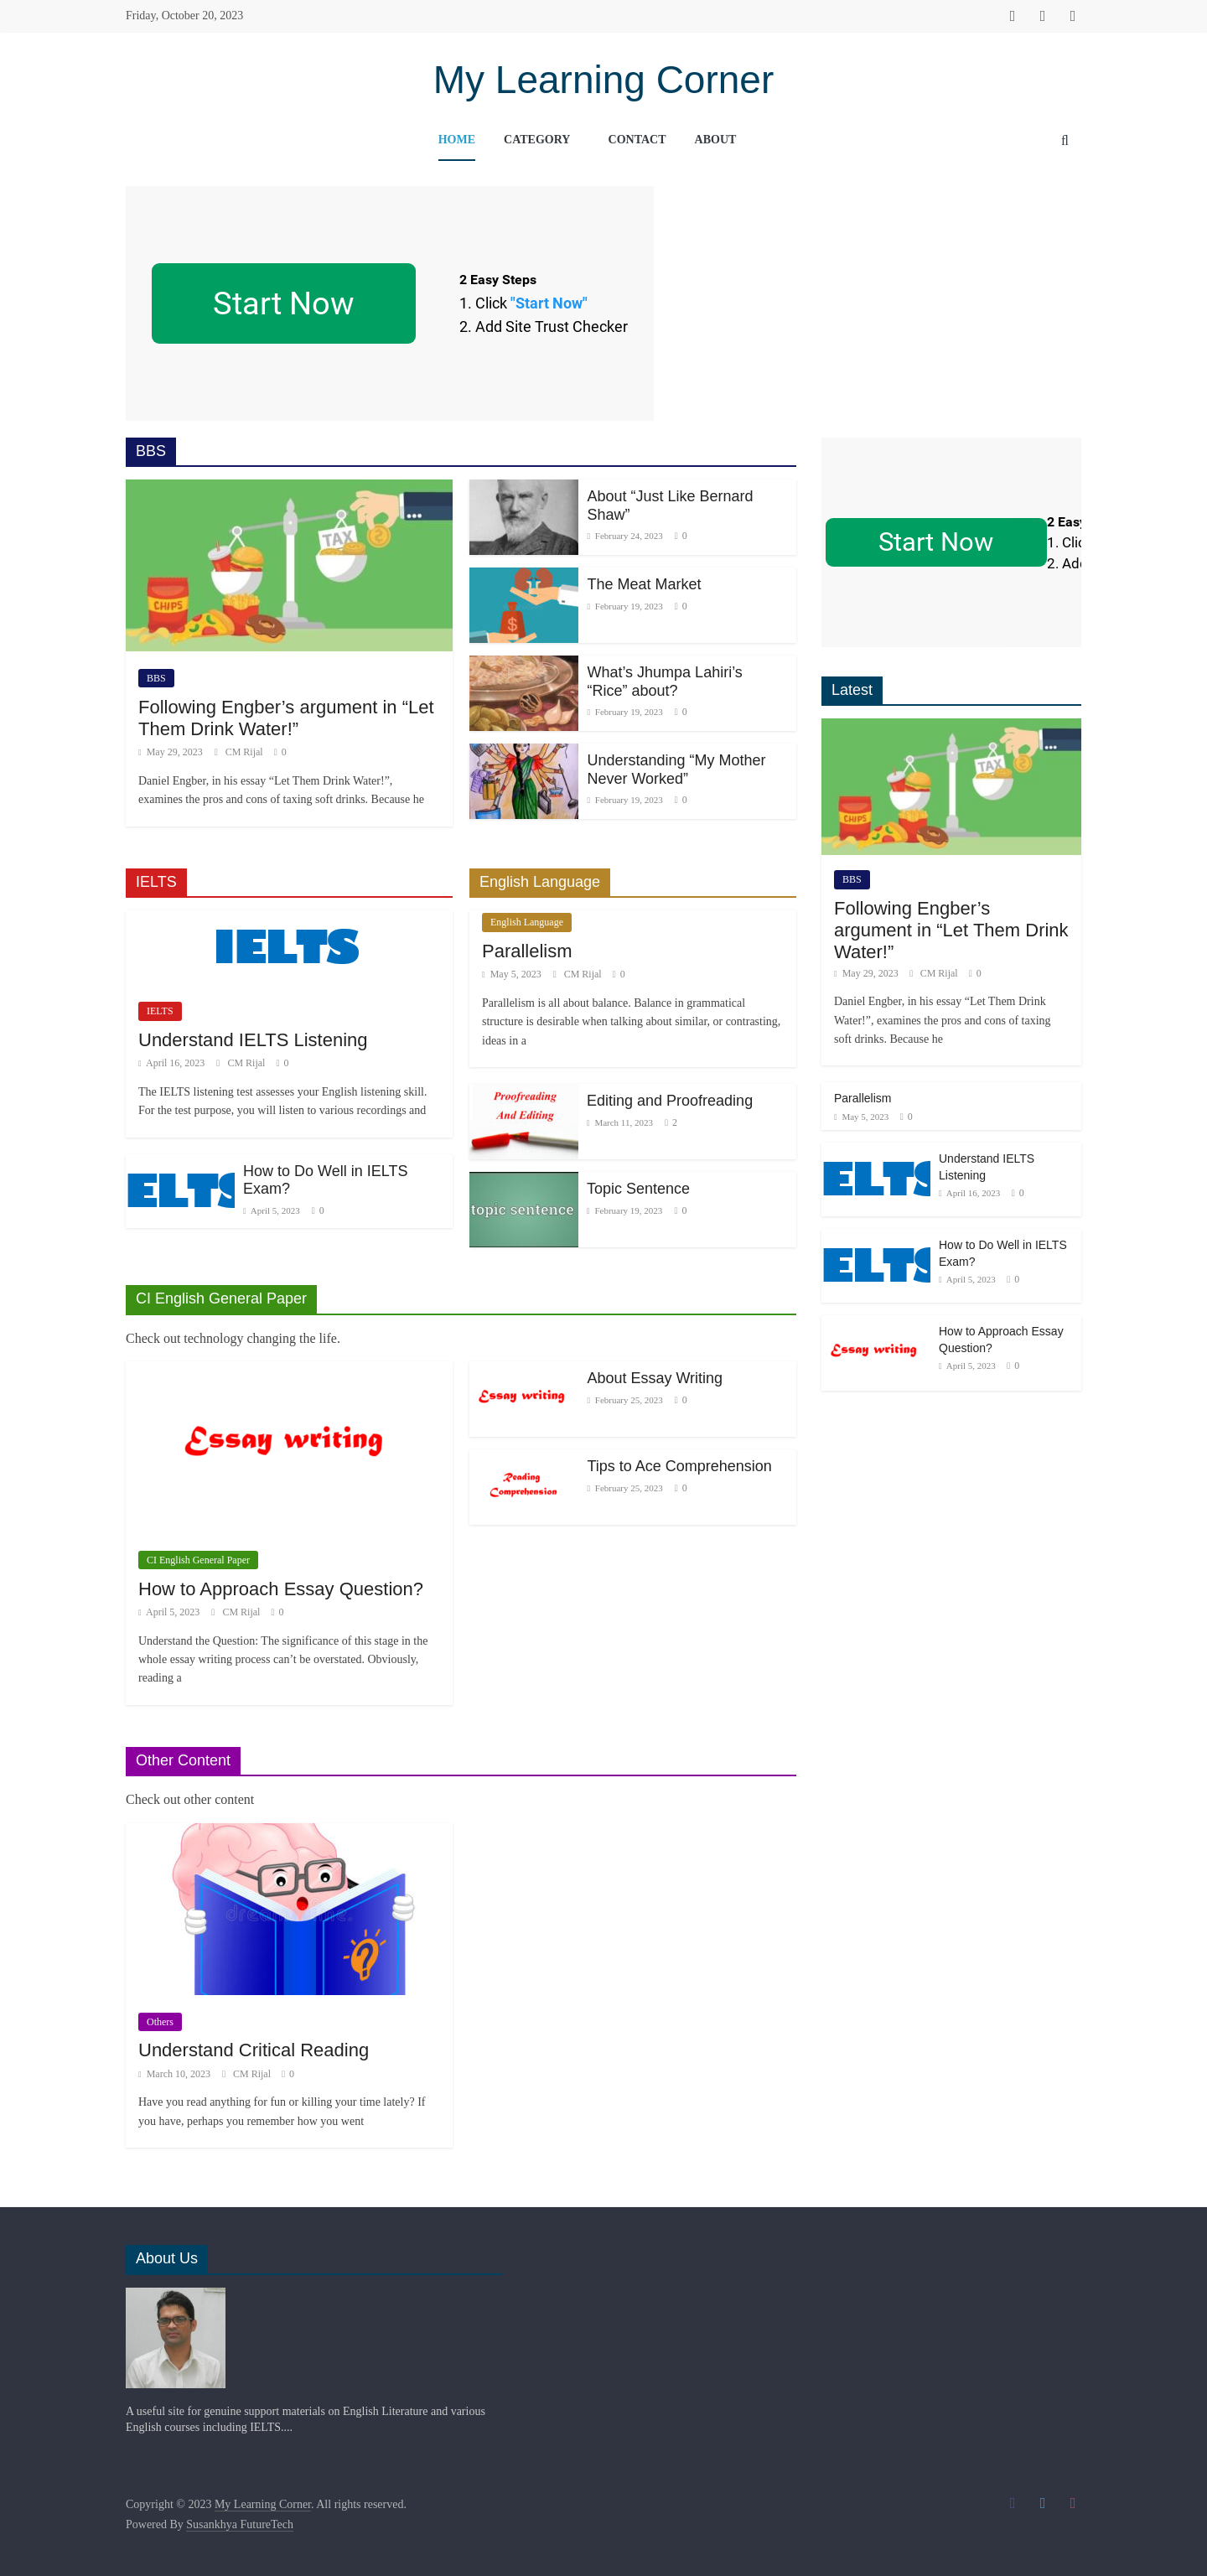 Friday, October 20, 2023
My Learning Corner
HOME
CATEGORY
CONTACT
ABOUT
Start Now
2 Easy Steps
1. Click "Start Now"
2. Add Site Trust Checker
BBS
TAX
CHIPS
BBS
Following Engber’s argument in “Let
Them Drink Water!”
May 29, 2023 CM Rijal 0
Daniel Engber, in his essay “Let Them Drink Water!”,
examines the pros and cons of taxing soft drinks. Because he
About “Just Like Bernard
Shaw”
February 24, 2023 0
The Meat Market
February 19, 2023 0
What’s Jhumpa Lahiri’s
“Rice” about?
February 19, 2023 0
Understanding “My Mother
Never Worked”
February 19, 2023 0
IELTS
IELTS
IELTS
Understand IELTS Listening
April 16, 2023 CM Rijal 0
The IELTS listening test assesses your English listening skill.
For the test purpose, you will listen to various recordings and
ELTS
How to Do Well in IELTS
Exam?
April 5, 2023 0
English Language
English Language
Parallelism
May 5, 2023 CM Rijal 0
Parallelism is all about balance. Balance in grammatical
structure is desirable when talking about similar, or contrasting,
ideas in a
Proofreading
And Editing
Editing and Proofreading
March 11, 2023 2
topic sentence
Topic Sentence
February 19, 2023 0
CI English General Paper
Check out technology changing the life.
Essay writing
CI English General Paper
How to Approach Essay Question?
April 5, 2023 CM Rijal 0
Understand the Question: The significance of this stage in the
whole essay writing process can’t be overstated. Obviously,
reading a
Essay writing
About Essay Writing
February 25, 2023 0
Reading
Comprehension
Tips to Ace Comprehension
February 25, 2023 0
Other Content
Check out other content
Others
Understand Critical Reading
March 10, 2023 CM Rijal 0
Have you read anything for fun or killing your time lately? If
you have, perhaps you remember how you went
Start Now
2 Easy
1. Clic
2. Add
Latest
TAX
CHIPS
BBS
Following Engber’s
argument in “Let Them Drink
Water!”
May 29, 2023 CM Rijal 0
Daniel Engber, in his essay “Let Them Drink
Water!”, examines the pros and cons of taxing
soft drinks. Because he
Parallelism
May 5, 2023 0
ELTS
Understand IELTS
Listening
April 16, 2023 0
ELTS
How to Do Well in IELTS
Exam?
April 5, 2023 0
Essay writing
How to Approach Essay
Question?
April 5, 2023 0
About Us
A useful site for genuine support materials on English Literature and various
English courses including IELTS....
Copyright © 2023 My Learning Corner. All rights reserved.
Powered By Susankhya FutureTech